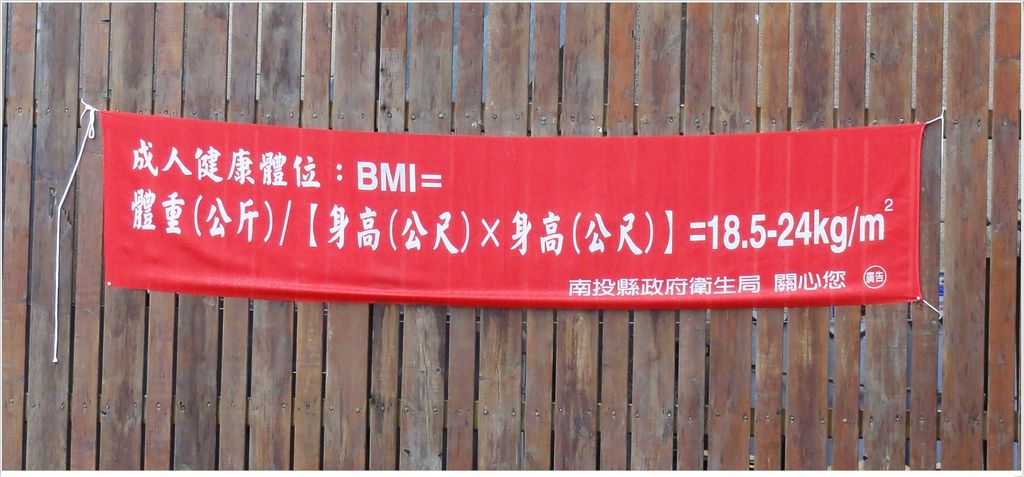 成人健康體位：BMI=
體重(公斤)/【身高(公尺)×身高(公尺)】=18.5-24kg/m²
南投縣政府衛生局 關心您 廣告